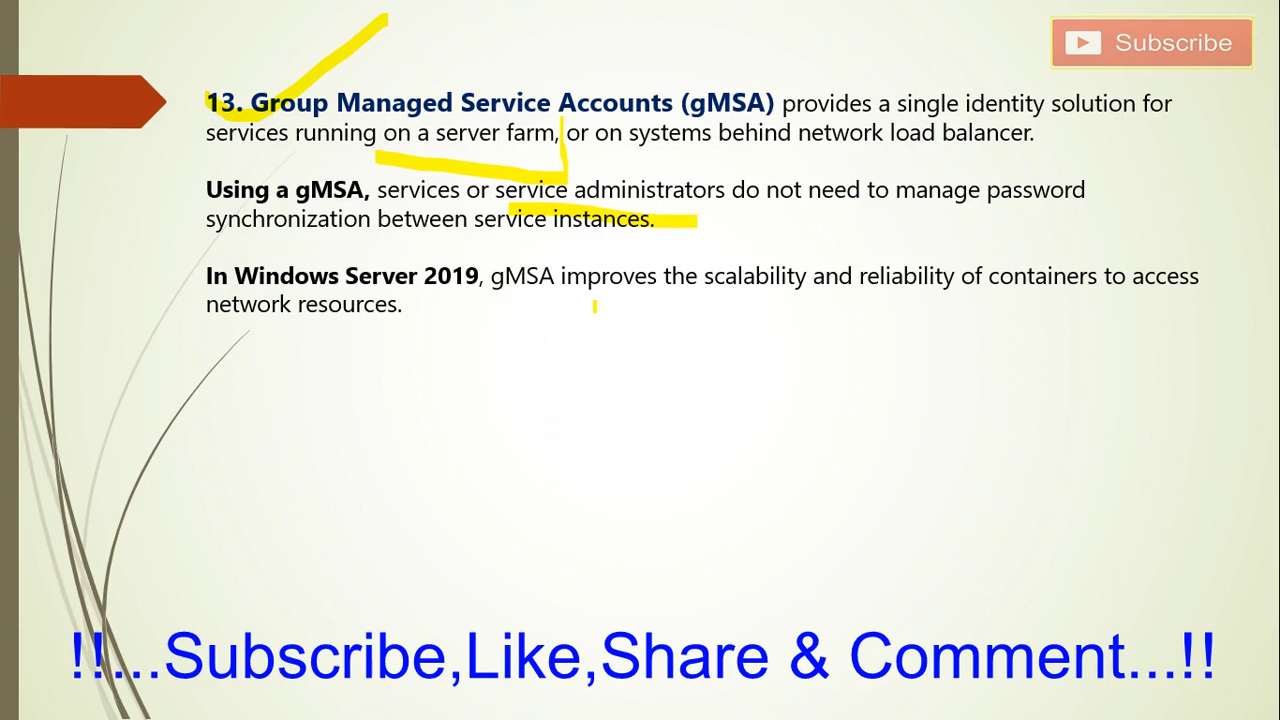 Subscribe
13. Group Managed Service Accounts (gMSA) provides a single identity solution for
services running on a server farm, or on systems behind network load balancer.
Using a gMSA, services or service administrators do not need to manage password
synchronization between service instances.
In Windows Server 2019, gMSA improves the scalability and reliability of containers to access
network resources.
!!...Subscribe,Like,Share & Comment...!!